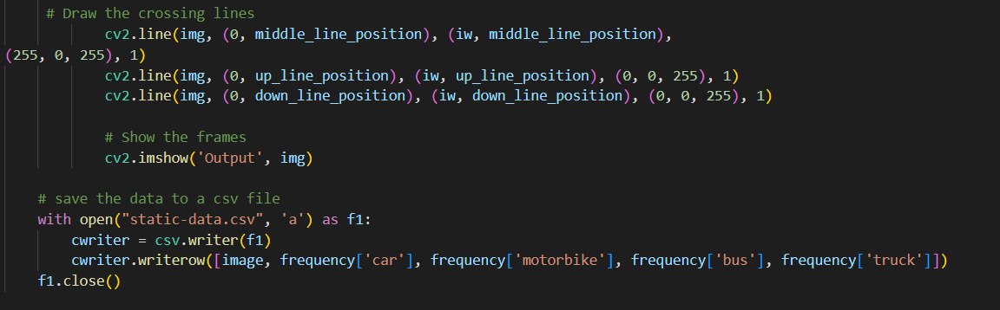 # Draw the crossing lines
cv2.line(img, (0, middle_line_position), (iw, middle_line_position),
(255, 0, 255), 1)
cv2.line(img, (0, up_line_position), (iw, up_line_position), (0, 0, 255), 1)
cv2.line(img, (0, down_line_position), (iw, down_line_position), (0, 0, 255), 1)
# Show the frames
cv2.imshow('Output', img)
# save the data to a csv file
with open("static-data.csv", 'a') as f1:
cwriter = csv.writer(f1)
cwriter.writerow([image, frequency['car'], frequency['motorbike'], frequency['bus'], frequency['truck']])
f1.close()